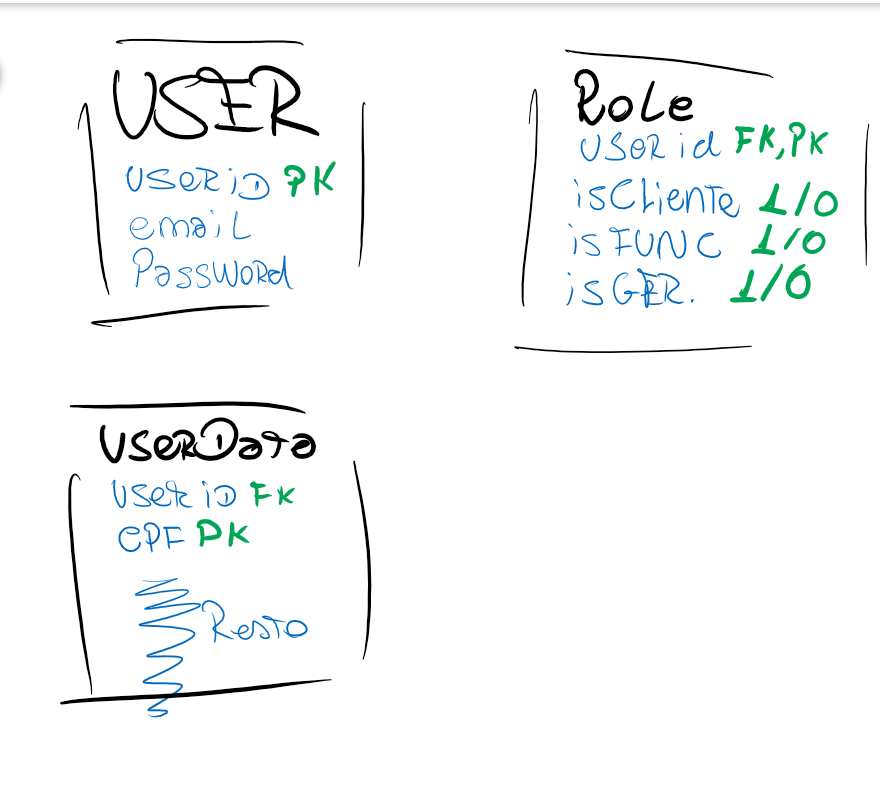 USER
USERiD PK
email
PassWORd
Role
USeR id FK,PK
isCLienTe 1/0
isFUNC 1/0
isGER. 1/0
USeRDaTa
USeR iD FK
CPF PK
ResTO